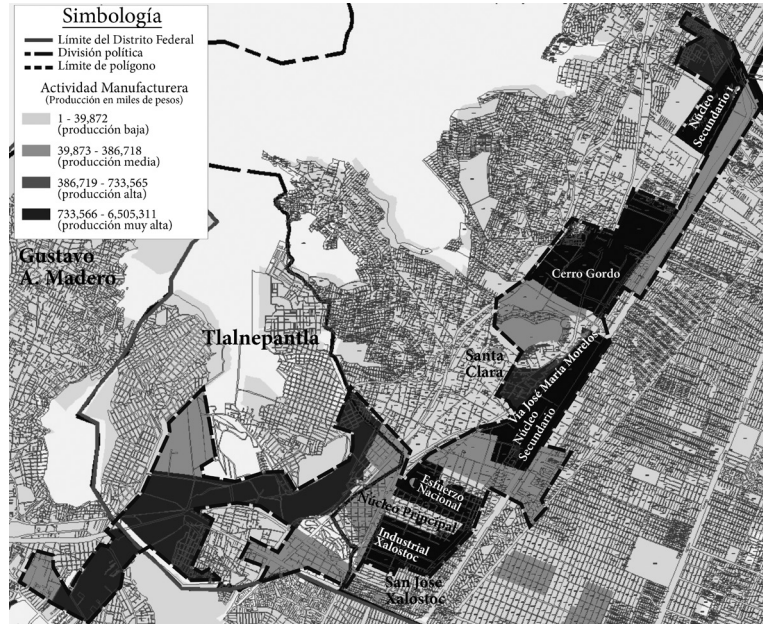 Simbología
Límite del Distrito Federal
División política
Límite de polígono
Actividad Manufacturera
(Producción en miles de pesos)
1 - 39,872
(producción baja)
39,873 - 386,718
(producción media)
386,719 - 733,565
(producción alta)
733,566 - 6,505,311
(producción muy alta)
Núcleo
Secundario I
Gustavo
A. Madero
Cerro Gordo
Tlalnepantla
Santa
Clara
Vía José María Morelos
Núcleo
Secundario
Esfuerzo
Nacional
Núcleo Principal
Industrial
Xalostoc
San José
Xalostoc